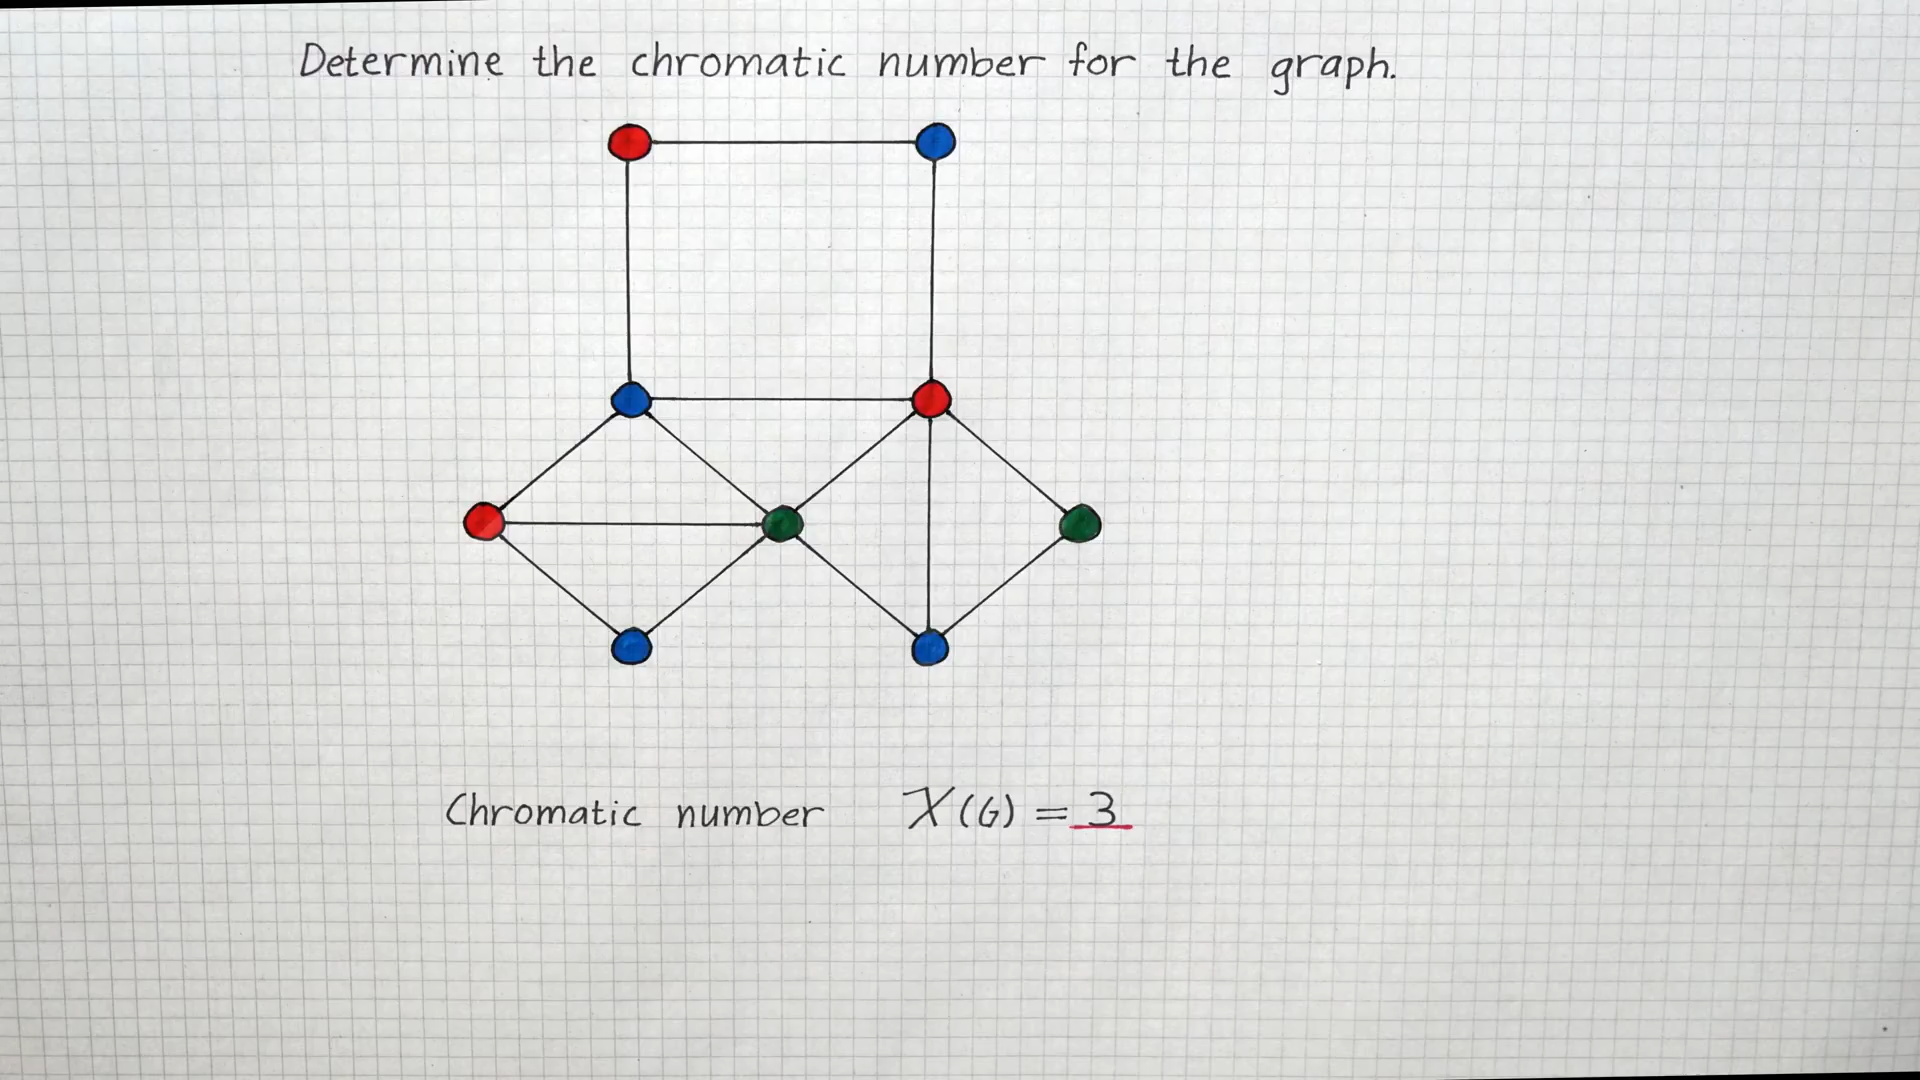 Determine the chromatic number for the graph.
Chromatic number χ(G) = 3